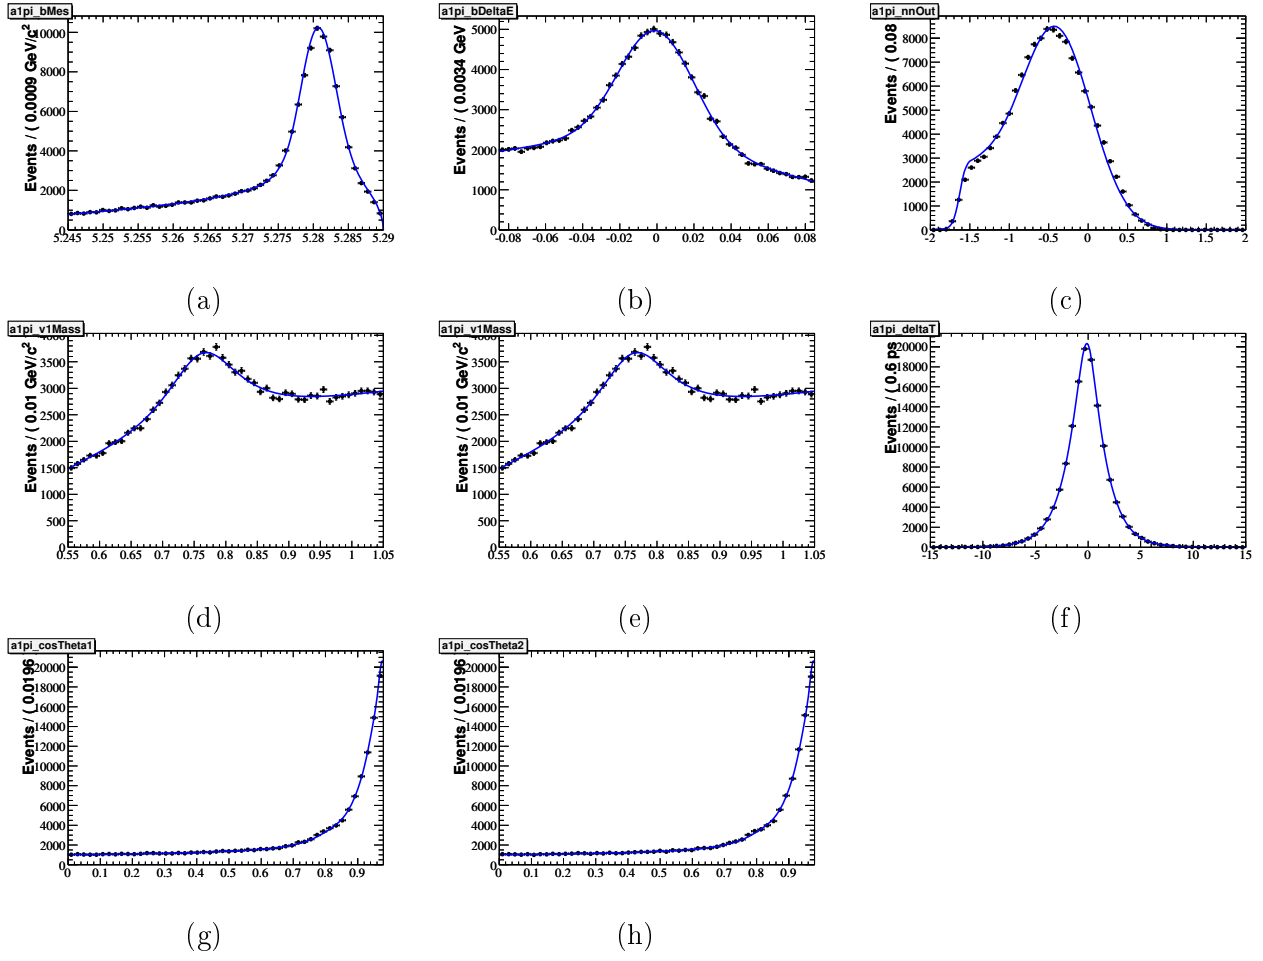 a1pi_bMes
Events / ( 0.0009 GeV/c²
0
2000
4000
6000
8000
10000
5.245 5.25 5.255 5.26 5.265 5.27 5.275 5.28 5.285 5.29
(a)
a1pi_bDeltaE
Events / ( 0.0034 GeV
0
1000
2000
3000
4000
5000
-0.08 -0.06 -0.04 -0.02 0 0.02 0.04 0.06 0.08
(b)
a1pi_nnOut
Events / ( 0.08
0
1000
2000
3000
4000
5000
6000
7000
8000
-2 -1.5 -1 -0.5 0 0.5 1 1.5 2
(c)
a1pi_v1Mass
Events / ( 0.01 GeV/c²
0
500
1000
1500
2000
2500
3000
3500
4000
0.55 0.6 0.65 0.7 0.75 0.8 0.85 0.9 0.95 1 1.05
(d)
a1pi_v1Mass
Events / ( 0.01 GeV/c²
0
500
1000
1500
2000
2500
3000
3500
4000
0.55 0.6 0.65 0.7 0.75 0.8 0.85 0.9 0.95 1 1.05
(e)
a1pi_deltaT
Events / ( 0.6 ps
0
2000
4000
6000
8000
10000
12000
14000
16000
18000
20000
-15 -10 -5 0 5 10 15
(f)
a1pi_cosTheta1
Events / ( 0.0196
0
2000
4000
6000
8000
10000
12000
14000
16000
18000
20000
0 0.1 0.2 0.3 0.4 0.5 0.6 0.7 0.8 0.9
(g)
a1pi_cosTheta2
Events / ( 0.0196
0
2000
4000
6000
8000
10000
12000
14000
16000
18000
20000
0 0.1 0.2 0.3 0.4 0.5 0.6 0.7 0.8 0.9
(h)